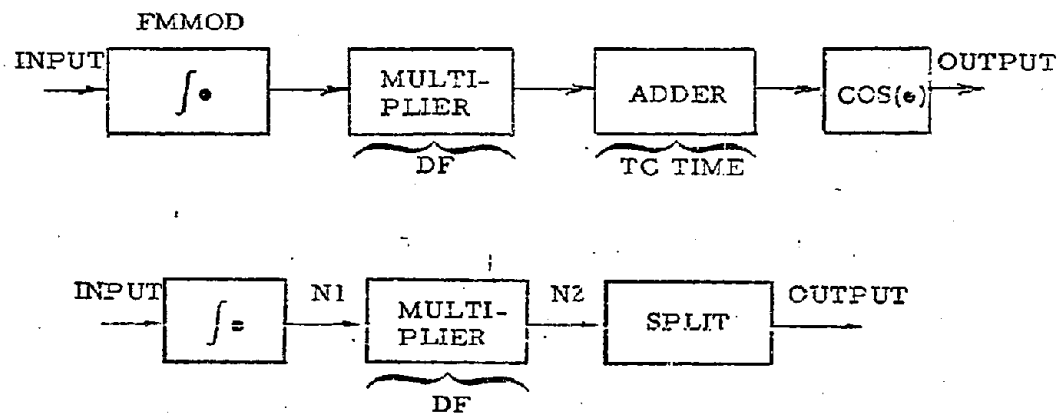 FMMOD
INPUT
∫•
MULTI-
PLIER
ADDER
COS(•)
OUTPUT
DF
TC TIME
INPUT
∫=
N1
MULTI-
PLIER
N2
SPLIT
OUTPUT
DF